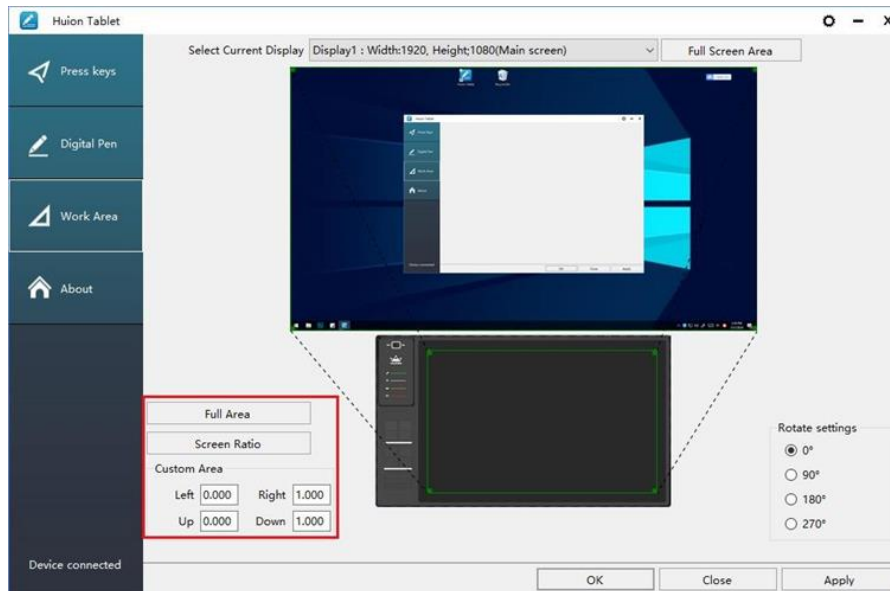 Huion Tablet
Press keys
Digital Pen
Work Area
About
Device connected
Select Current Display Display1 : Width:1920, Height;1080(Main screen) Full Screen Area
Full Area
Screen Ratio
Custom Area
Left 0.000 Right 1.000
Up 0.000 Down 1.000
Rotate settings
0°
90°
180°
270°
OK Close Apply